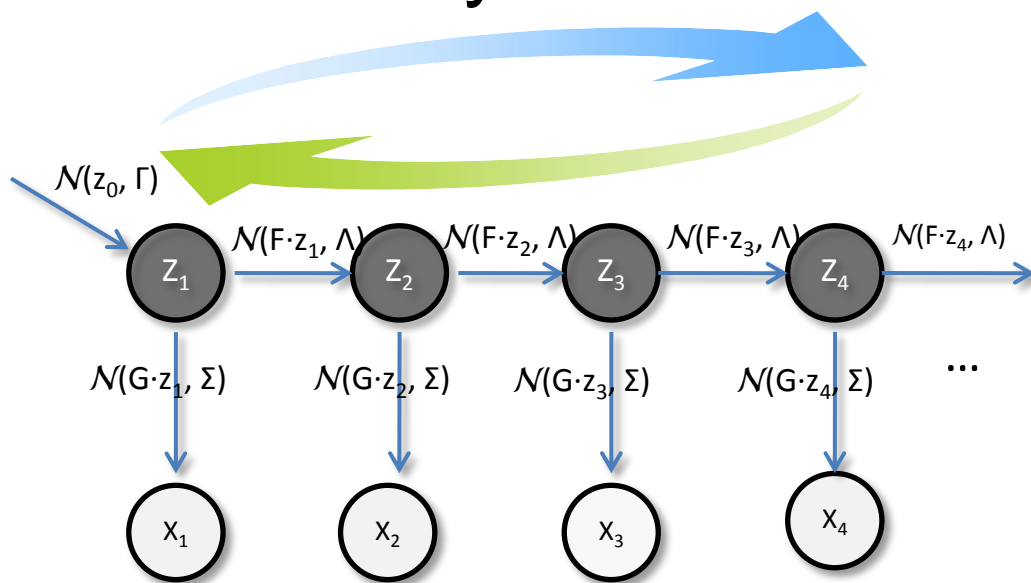 y
𝒩(z₀, Γ)
𝒩(F·z₁, Λ) 𝒩(F·z₂, Λ) 𝒩(F·z₃, Λ) 𝒩(F·z₄, Λ)
Z₁ Z₂ Z₃ Z₄
𝒩(G·z₁, Σ) 𝒩(G·z₂, Σ) 𝒩(G·z₃, Σ) 𝒩(G·z₄, Σ) ...
X₁ X₂ X₃ X₄